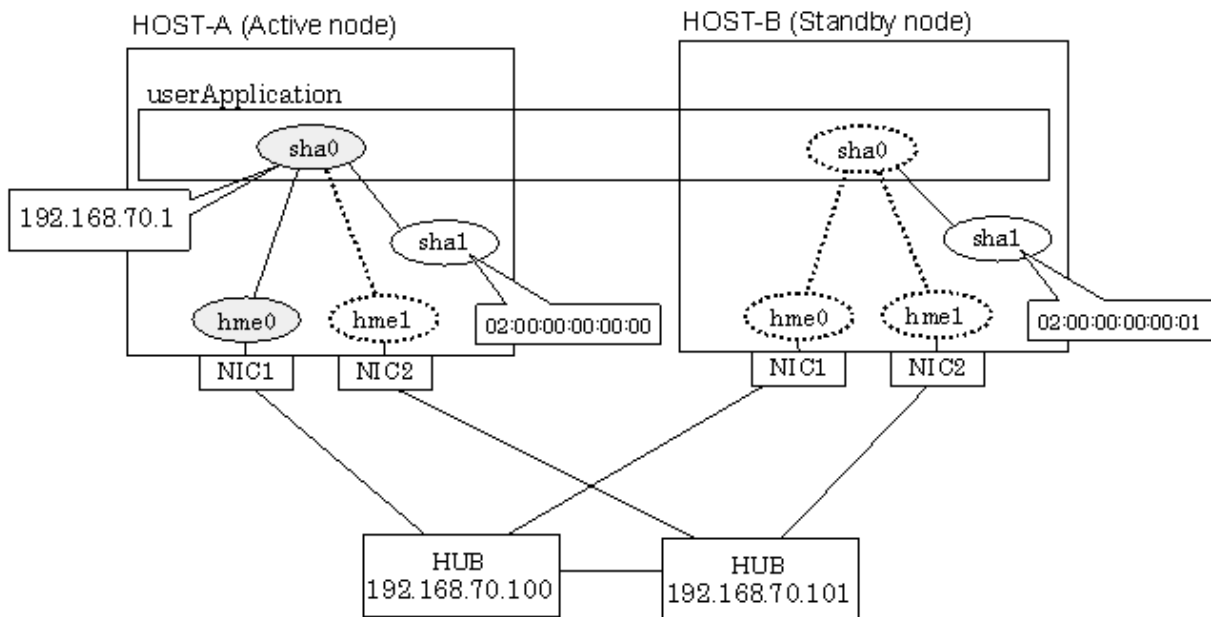 HOST-A (Active node)
HOST-B (Standby node)
userApplication
sha0
sha0
192.168.70.1
sha1
sha1
hme0
hme1
02:00:00:00:00:00
hme0
hme1
02:00:00:00:00:01
NIC1
NIC2
NIC1
NIC2
HUB
192.168.70.100
HUB
192.168.70.101